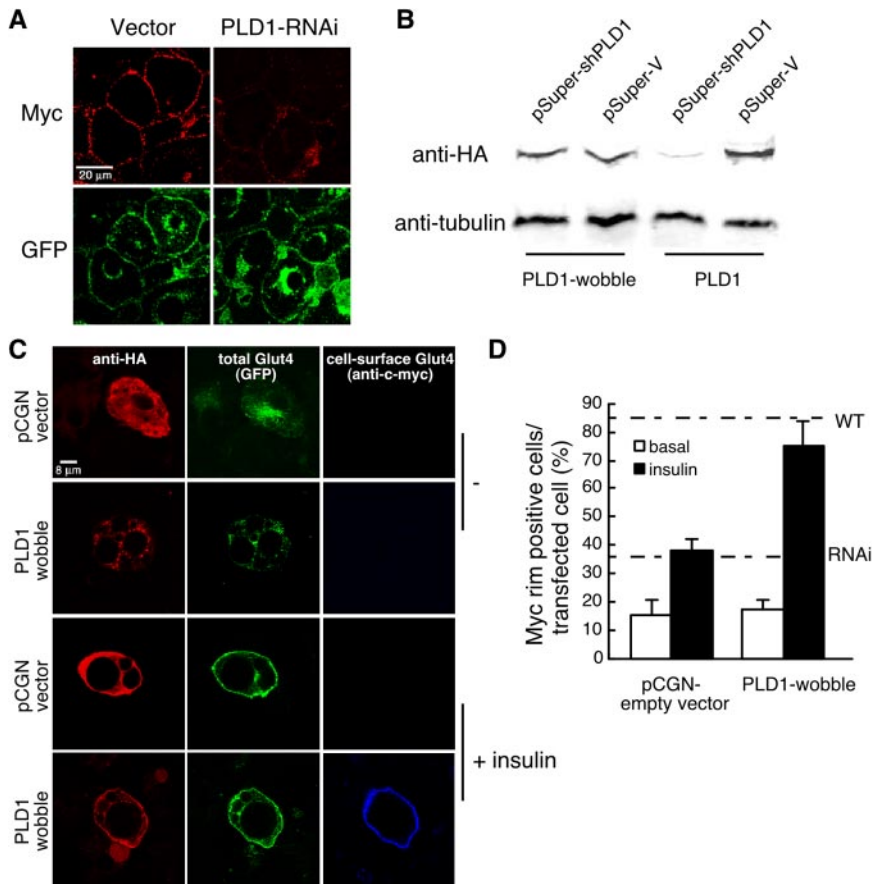 A
Vector
PLD1-RNAi
Myc
20 μm
GFP
B
pSuper-shPLD1
pSuper-V
pSuper-shPLD1
pSuper-V
anti-HA
anti-tubulin
PLD1-wobble
PLD1
C
anti-HA
total Glut4
(GFP)
cell-surface Glut4
(anti-c-myc)
pCGN
vector
8 μm
PLD1
wobble
-
pCGN
vector
PLD1
wobble
+ insulin
D
Myc rim positive cells/
transfected cell (%)
90
80
70
60
50
40
30
20
10
0
WT
basal
insulin
RNAi
pCGN-
empty vector
PLD1-wobble